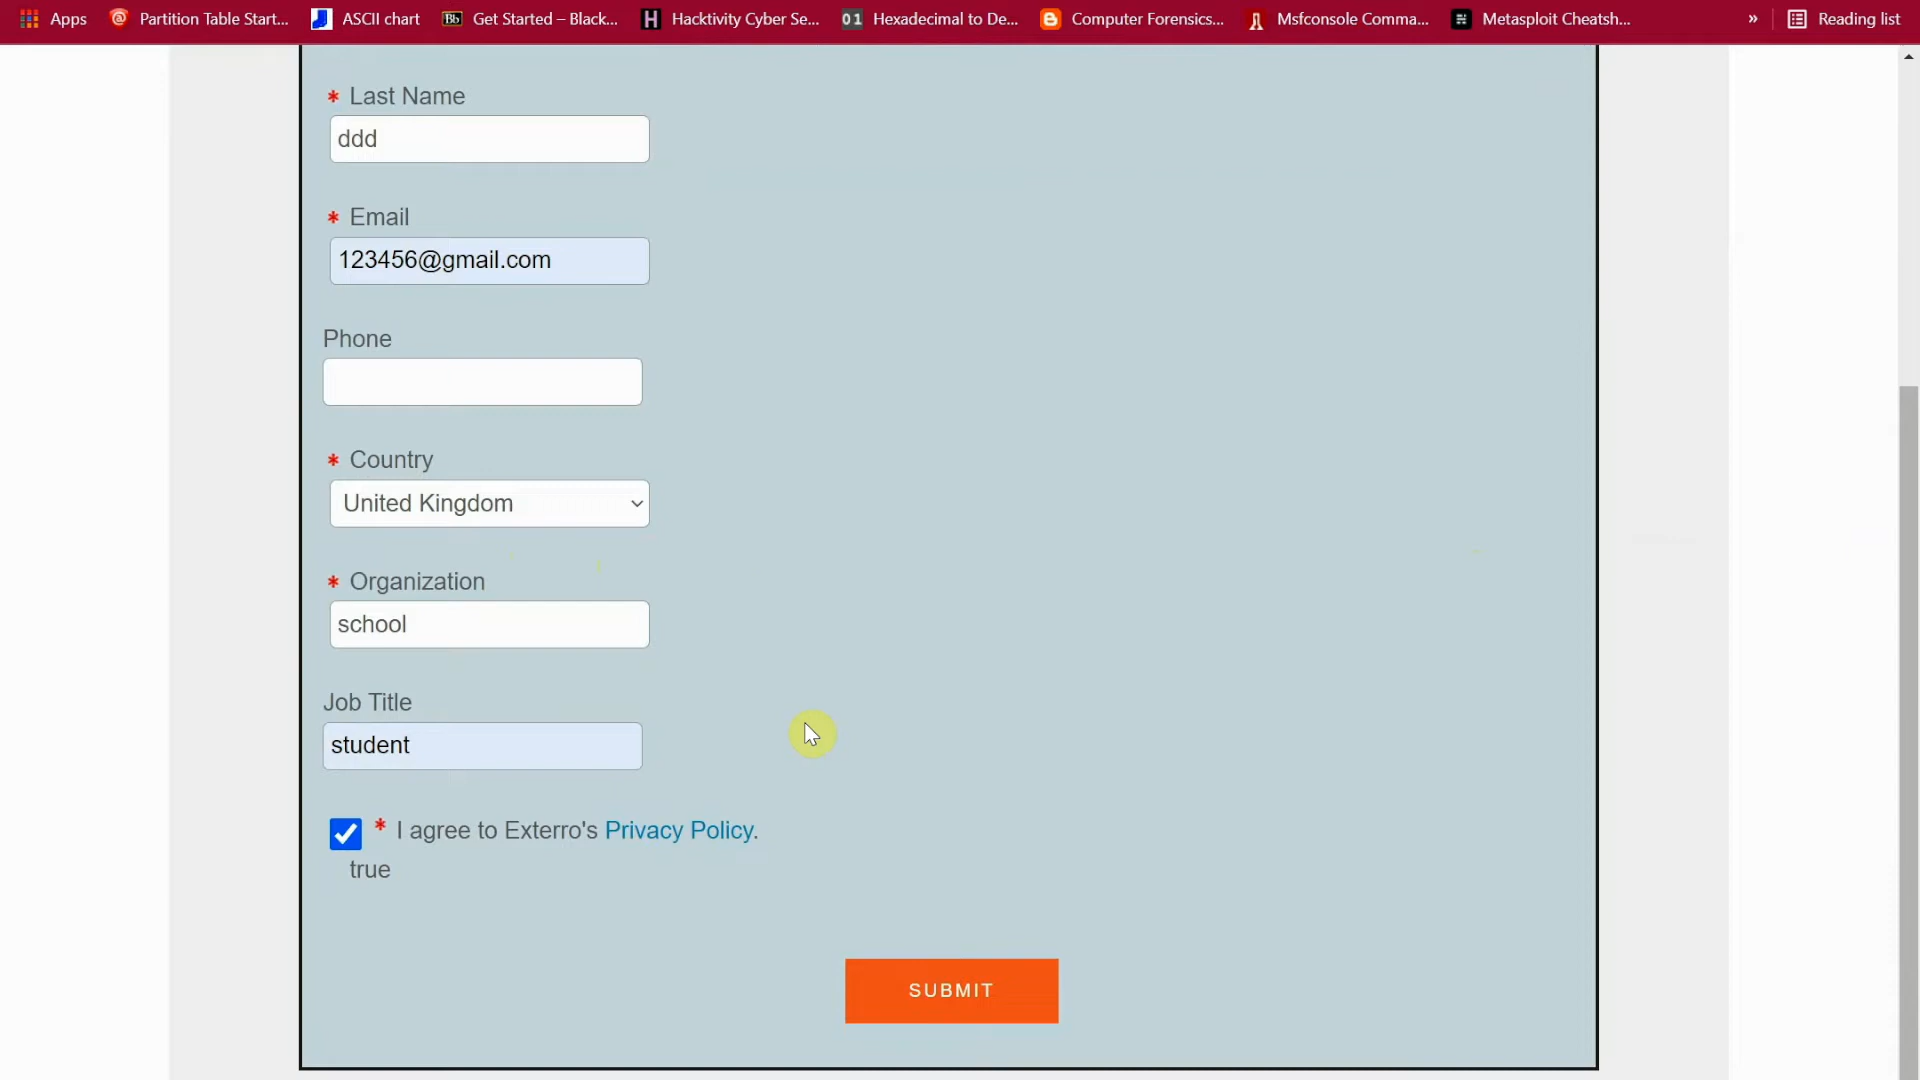 Apps
Partition Table Start...
ASCII chart
Bb Get Started – Black...
H Hacktivity Cyber Se...
01 Hexadecimal to De...
Computer Forensics...
Msfconsole Comma...
Metasploit Cheatsh...
»
Reading list
* Last Name
ddd
* Email
123456@gmail.com
Phone
* Country
United Kingdom
* Organization
school
Job Title
student
* I agree to Exterro's Privacy Policy.
true
SUBMIT